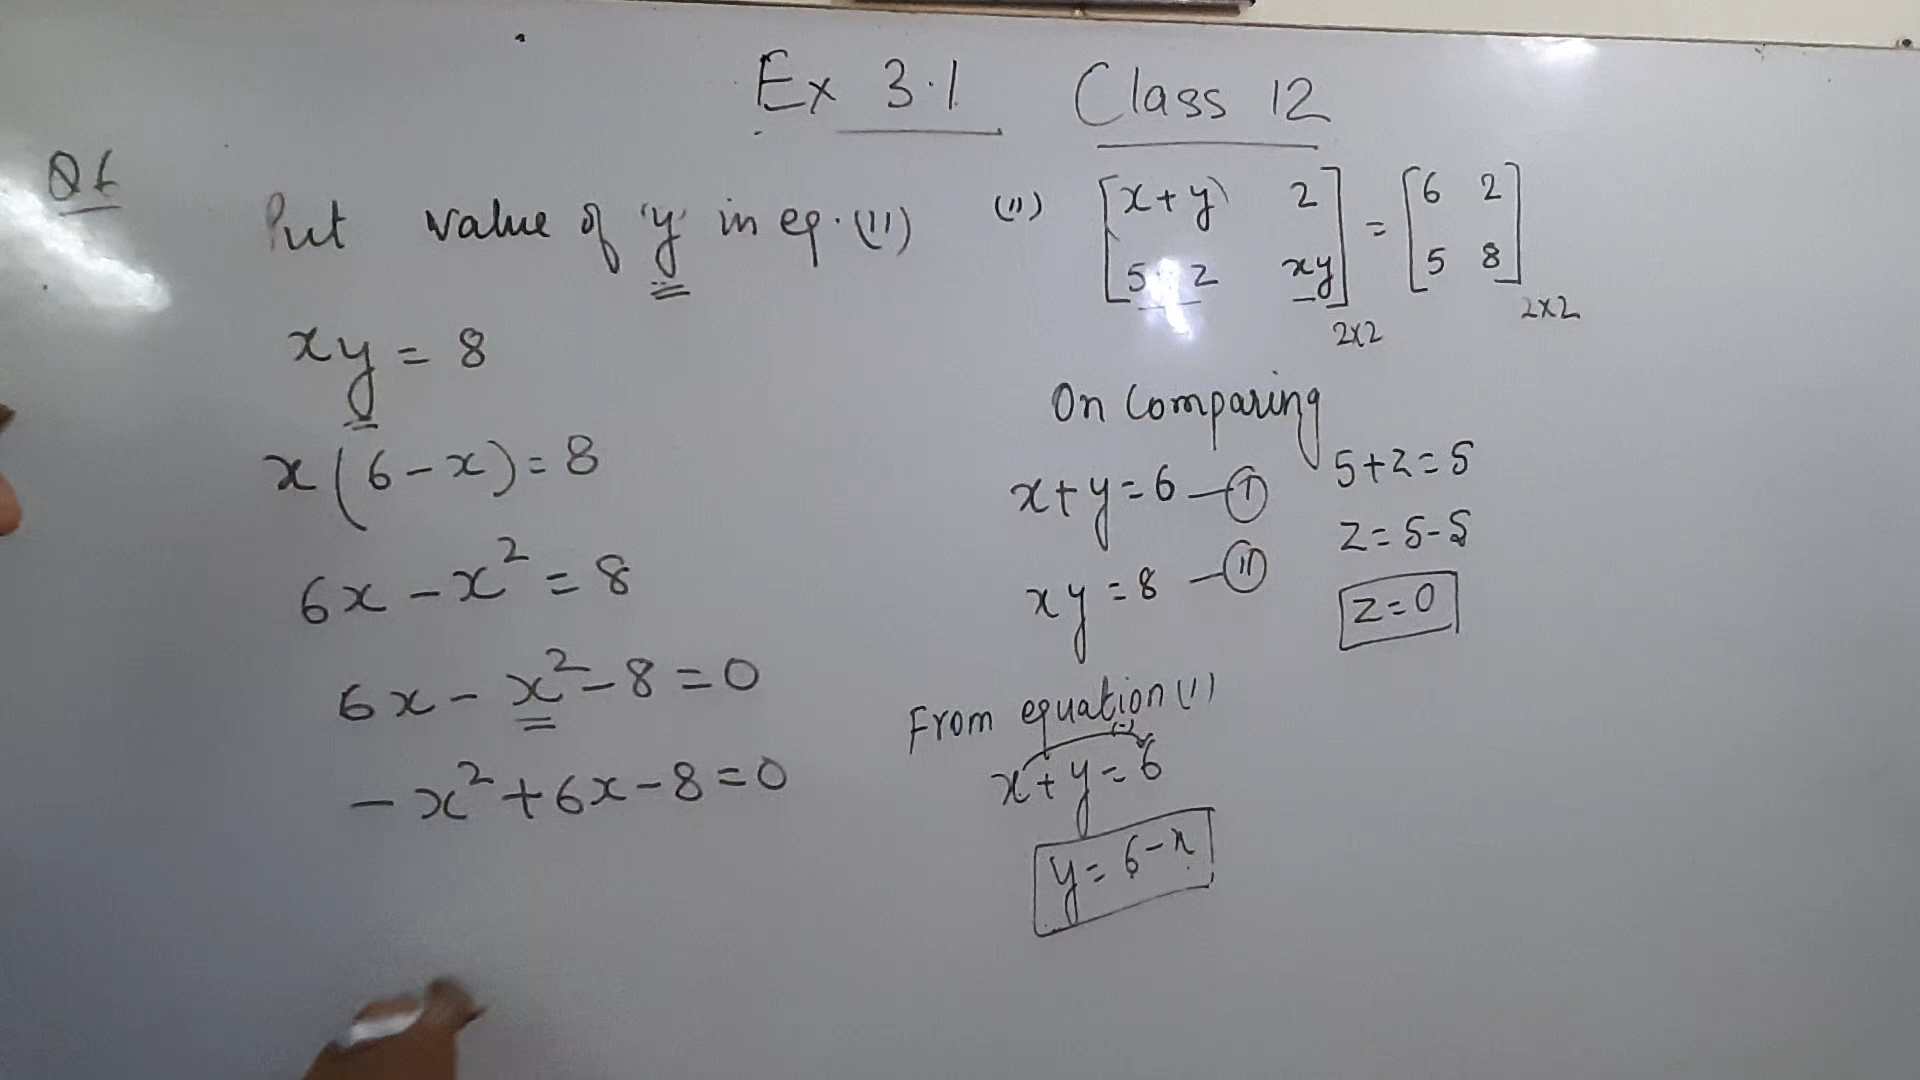 Ex 3.1 Class 12
Q6
(ii) [x+y 2] = [6 2]
[5 z xy]2x2 [5 8]2x2
On comparing
x+y=6 — (I)
xy=8 — (II)
5+z=5
z=5-5
z=0
From equation (i)
(-)
x+y=6
y=6-x
Put value of 'y' in eq. (II)
xy=8
x(6-x)=8
6x-x²=8
6x-x²-8=0
-x²+6x-8=0